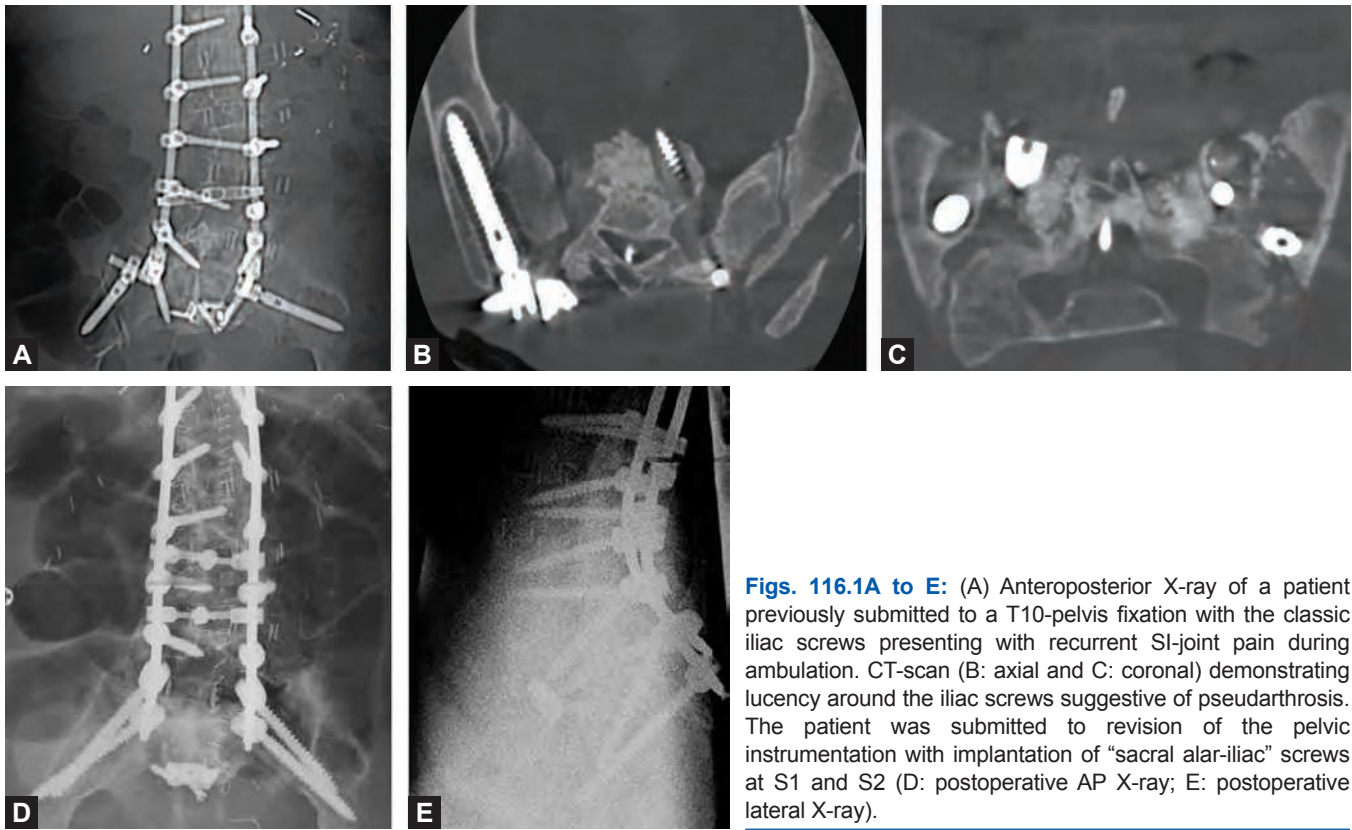 A
B
C
D
E
Figs. 116.1A to E: (A) Anteroposterior X-ray of a patient
previously submitted to a T10-pelvis fixation with the classic
iliac screws presenting with recurrent SI-joint pain during
ambulation. CT-scan (B: axial and C: coronal) demonstrating
lucency around the iliac screws suggestive of pseudarthrosis.
The patient was submitted to revision of the pelvic
instrumentation with implantation of “sacral alar-iliac” screws
at S1 and S2 (D: postoperative AP X-ray; E: postoperative
lateral X-ray).